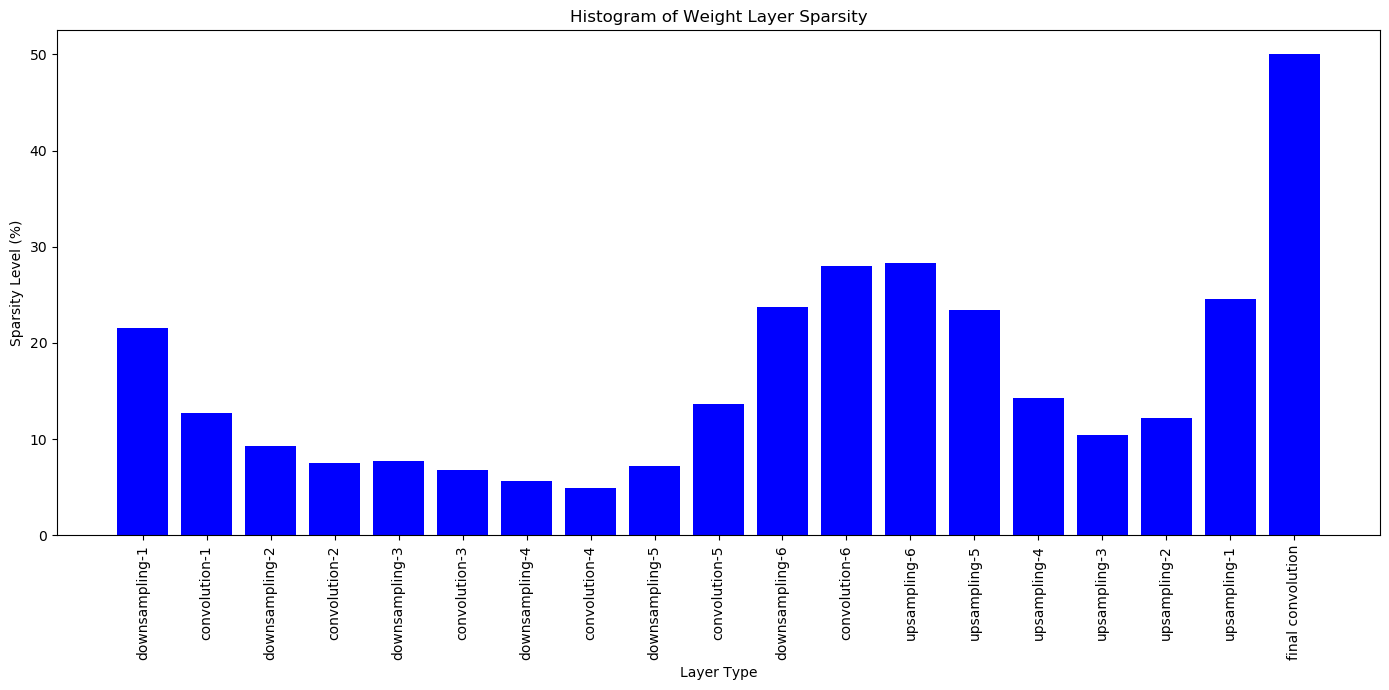 Histogram of Weight Layer Sparsity
Sparsity Level (%)
50
40
30
20
10
0
downsampling-1
convolution-1
downsampling-2
convolution-2
downsampling-3
convolution-3
downsampling-4
convolution-4
downsampling-5
convolution-5
downsampling-6
convolution-6
upsampling-6
upsampling-5
upsampling-4
upsampling-3
upsampling-2
upsampling-1
final convolution
Layer Type